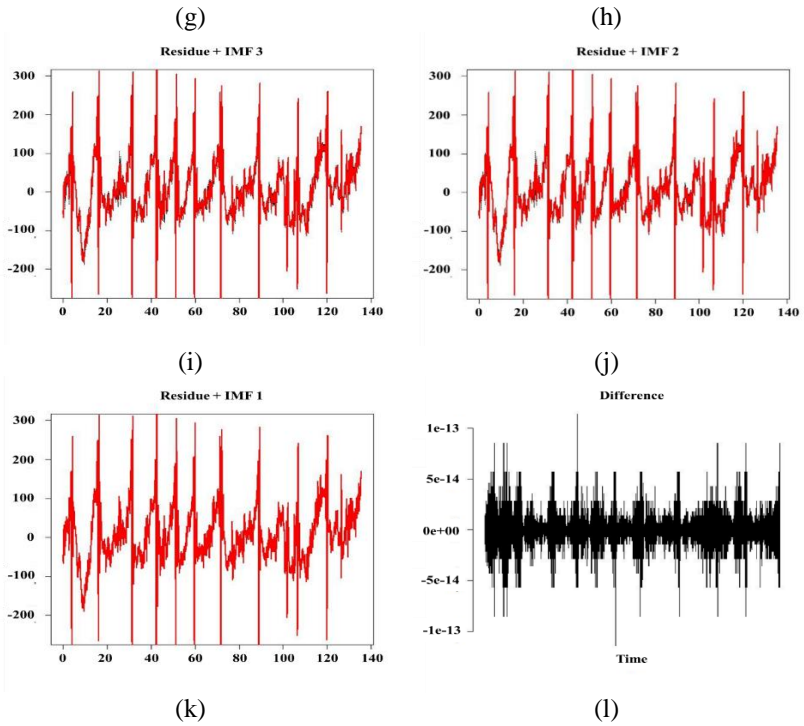 (g) (h)
Residue + IMF 3 Residue + IMF 2
300 300
200 200
100 100
0 0
-100 -100
-200 -200
0 20 40 60 80 100 120 140 0 20 40 60 80 100 120 140
(i) (j)
Residue + IMF 1 Difference
300 1e-13
200 5e-14
100 0e+00
0 -5e-14
-100 -1e-13
-200
0 20 40 60 80 100 120 140 Time
(k) (l)